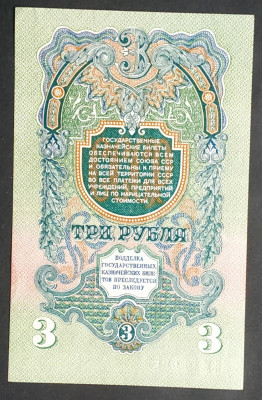 3
ГОСУДАРСТВЕННЫЕ
КАЗНАЧЕЙСКИЕ БИЛЕТЫ
ОБЕСПЕЧИВАЮТСЯ ВСЕМ
ДОСТОЯНИЕМ СОЮЗА ССР
И ОБЯЗАТЕЛЬНЫ К ПРИЕМУ
НА ВСЕЙ ТЕРРИТОРИИ СССР
ВО ВСЕ ПЛАТЕЖИ ДЛЯ ВСЕХ
УЧРЕЖДЕНИЙ, ПРЕДПРИЯТИЙ
И ЛИЦ ПО НАРИЦАТЕЛЬНОЙ
СТОИМОСТИ.
ТРИ РУБЛЯ
ПОДДЕЛКА
ГОСУДАРСТВЕННЫХ
КАЗНАЧЕЙСКИХ БИЛЕ-
ТОВ ПРЕСЛЕДУЕТСЯ
ПО ЗАКОНУ
3 3 3